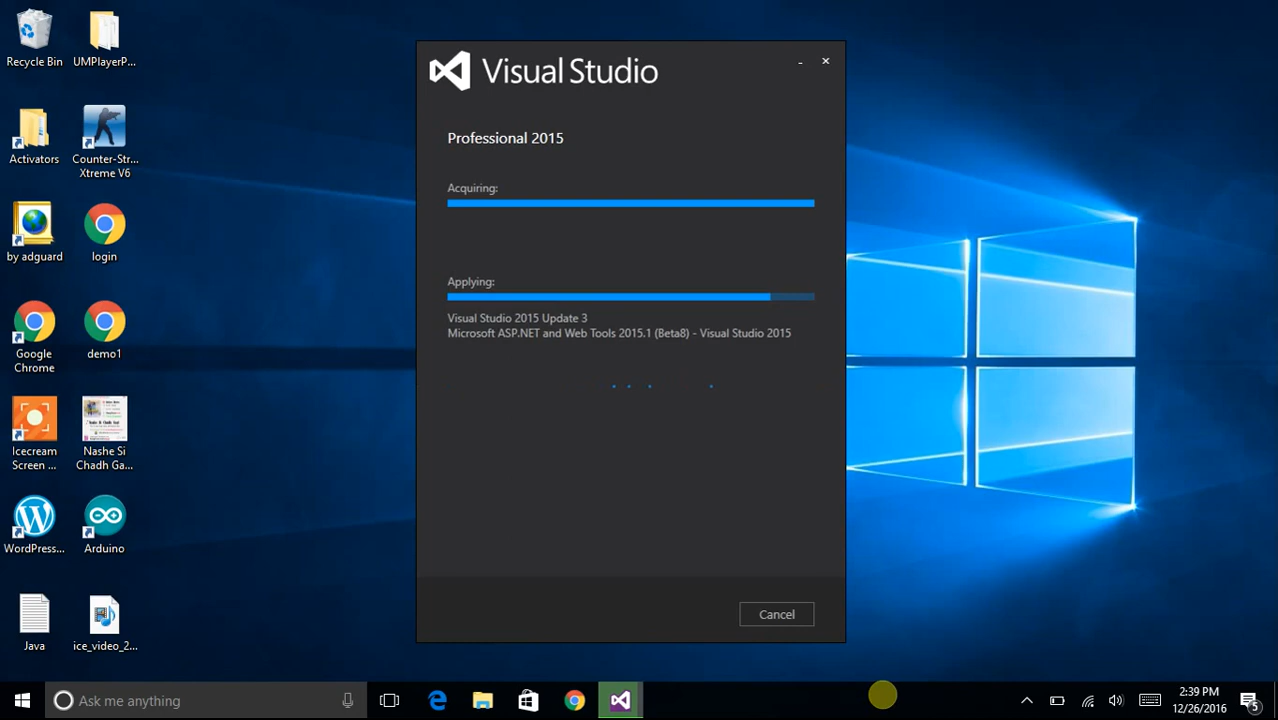 Recycle Bin
UMPlayerP...
Activators
Counter-Str...
Xtreme V6
by adguard
login
Google
Chrome
demo1
Icecream
Screen ...
Nashe Si
Chadh Ga...
WordPress...
Arduino
Java
ice_video_2...
Visual Studio
Professional 2015
Acquiring:
Applying:
Visual Studio 2015 Update 3
Microsoft ASP.NET and Web Tools 2015.1 (Beta8) - Visual Studio 2015
Cancel
Ask me anything
2:39 PM
12/26/2016
5